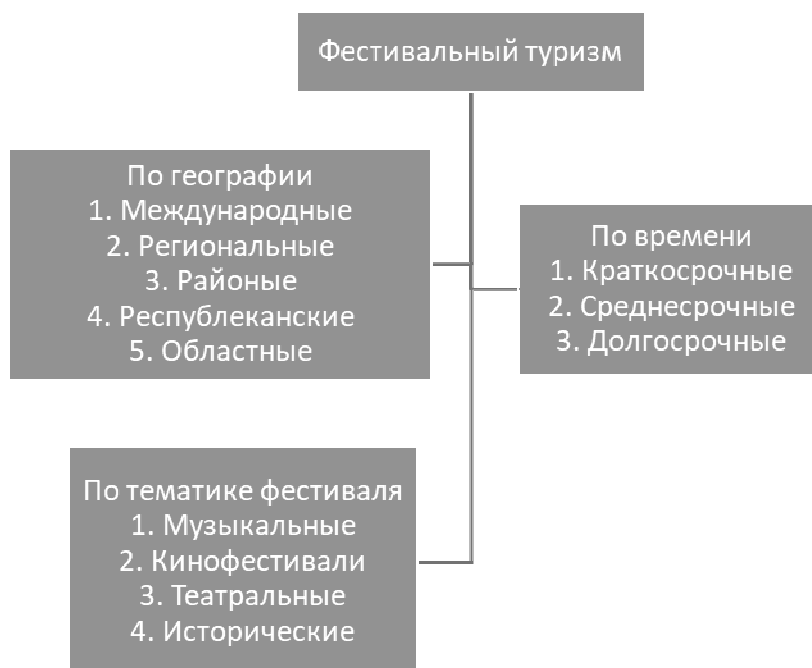 Фестивальный туризм
По географии
1. Международные
2. Региональные
3. Районые
4. Республеканские
5. Областные
По времени
1. Краткосрочные
2. Среднесрочные
3. Долгосрочные
По тематике фестиваля
1. Музыкальные
2. Кинофестивали
3. Театральные
4. Исторические